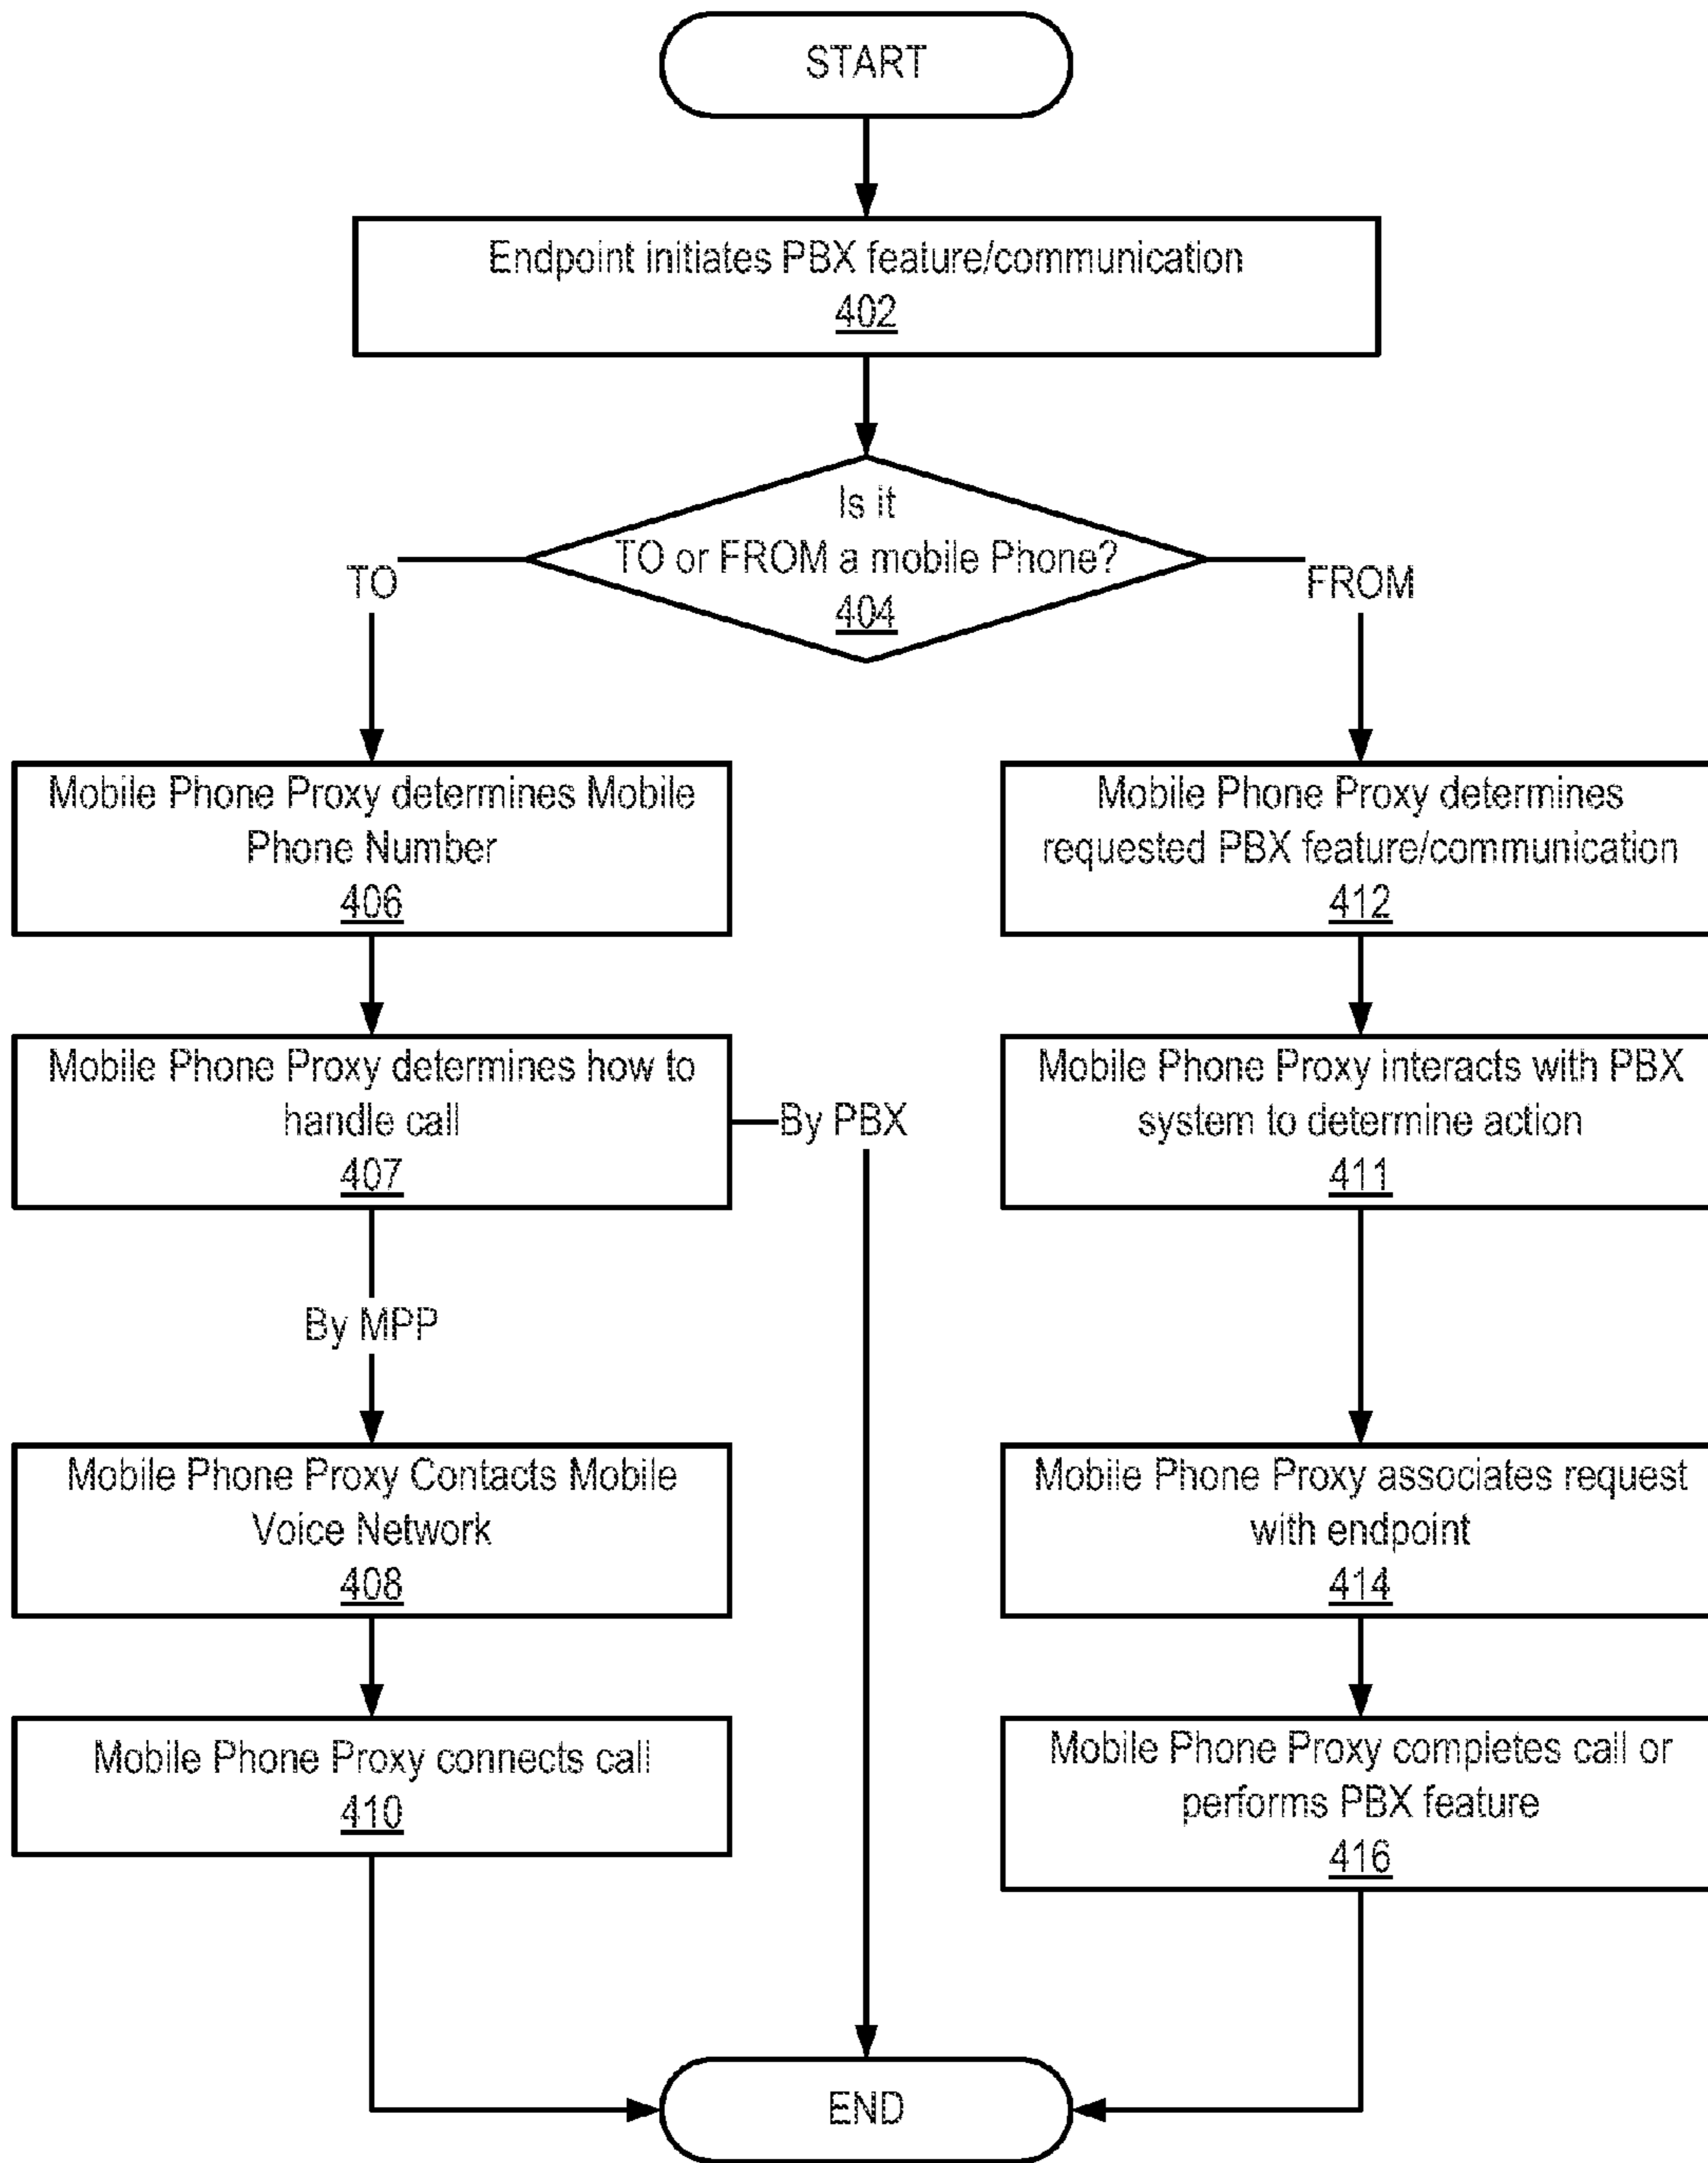 START
Endpoint initiates PBX feature/communication
402
Is it
TO or FROM a mobile Phone?
404
TO
FROM
Mobile Phone Proxy determines Mobile
Phone Number
406
Mobile Phone Proxy determines
requested PBX feature/communication
412
Mobile Phone Proxy determines how to
handle call
407
By PBX
Mobile Phone Proxy interacts with PBX
system to determine action
411
By MPP
Mobile Phone Proxy Contacts Mobile
Voice Network
408
Mobile Phone Proxy associates request
with endpoint
414
Mobile Phone Proxy connects call
410
Mobile Phone Proxy completes call or
performs PBX feature
416
END